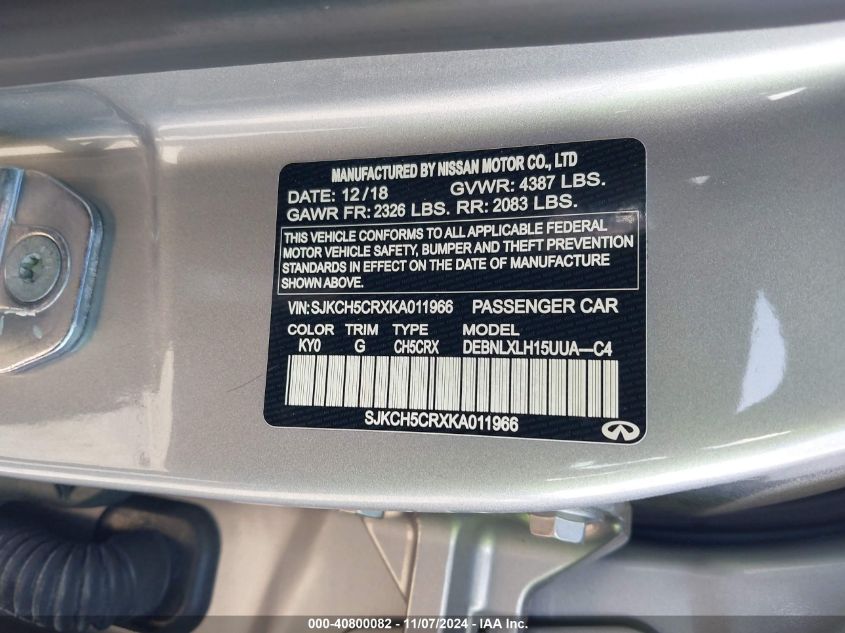 MANUFACTURED BY NISSAN MOTOR CO., LTD
DATE: 12/18 GVWR: 4387 LBS.
GAWR FR: 2326 LBS. RR: 2083 LBS.
THIS VEHICLE CONFORMS TO ALL APPLICABLE FEDERAL
MOTOR VEHICLE SAFETY, BUMPER AND THEFT PREVENTION
STANDARDS IN EFFECT ON THE DATE OF MANUFACTURE
SHOWN ABOVE.
VIN: SJKCH5CRXKA011966 PASSENGER CAR
COLOR TRIM TYPE MODEL
KY0 G CH5CRX DEBNLXLH15UUA—C4
SJKCH5CRXKA011966
000-40800082 — 11/07/2024 — IAA Inc.